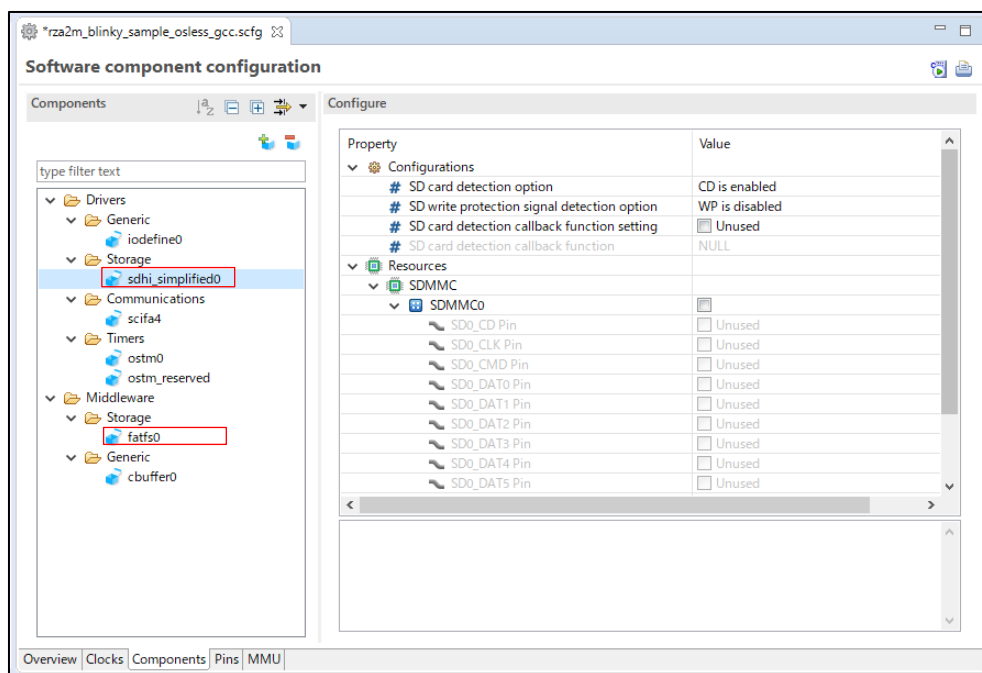 *rza2m_blinky_sample_osless_gcc.scfg
Software component configuration
Components
type filter text
Drivers
Generic
iodefine0
Storage
sdhi_simplified0
Communications
scifa4
Timers
ostm0
ostm_reserved
Middleware
Storage
fatfs0
Generic
cbuffer0
Configure
Property Value
Configurations
# SD card detection option CD is enabled
# SD write protection signal detection option WP is disabled
# SD card detection callback function setting Unused
# SD card detection callback function NULL
Resources
SDMMC
SDMMC0
SD0_CD Pin Unused
SD0_CLK Pin Unused
SD0_CMD Pin Unused
SD0_DAT0 Pin Unused
SD0_DAT1 Pin Unused
SD0_DAT2 Pin Unused
SD0_DAT3 Pin Unused
SD0_DAT4 Pin Unused
SD0_DAT5 Pin Unused
Overview Clocks Components Pins MMU